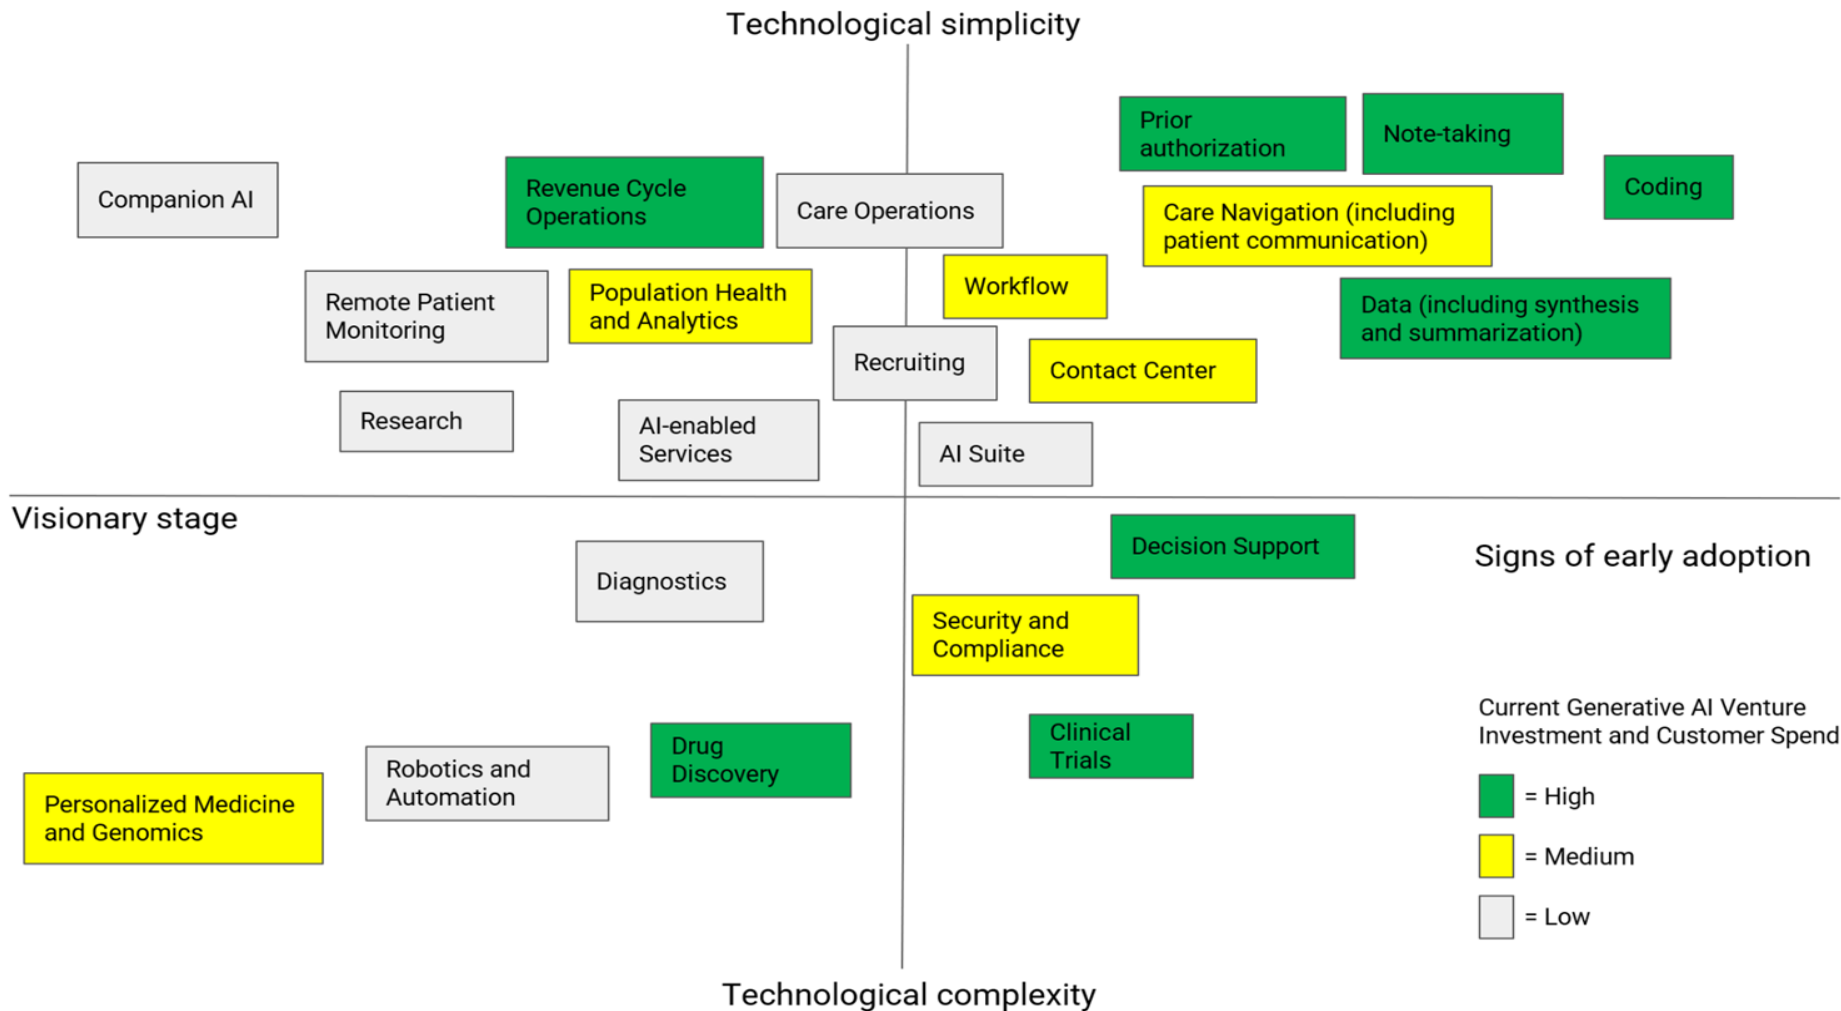 Technological simplicity
Prior
authorization
Note-taking
Coding
Companion AI
Revenue Cycle
Operations
Care Operations
Care Navigation (including
patient communication)
Remote Patient
Monitoring
Population Health
and Analytics
Workflow
Data (including synthesis
and summarization)
Recruiting
Contact Center
Research
AI-enabled
Services
AI Suite
Visionary stage
Signs of early adoption
Decision Support
Diagnostics
Security and
Compliance
Clinical
Trials
Drug
Discovery
Robotics and
Automation
Personalized Medicine
and Genomics
Current Generative AI Venture
Investment and Customer Spend
= High
= Medium
= Low
Technological complexity